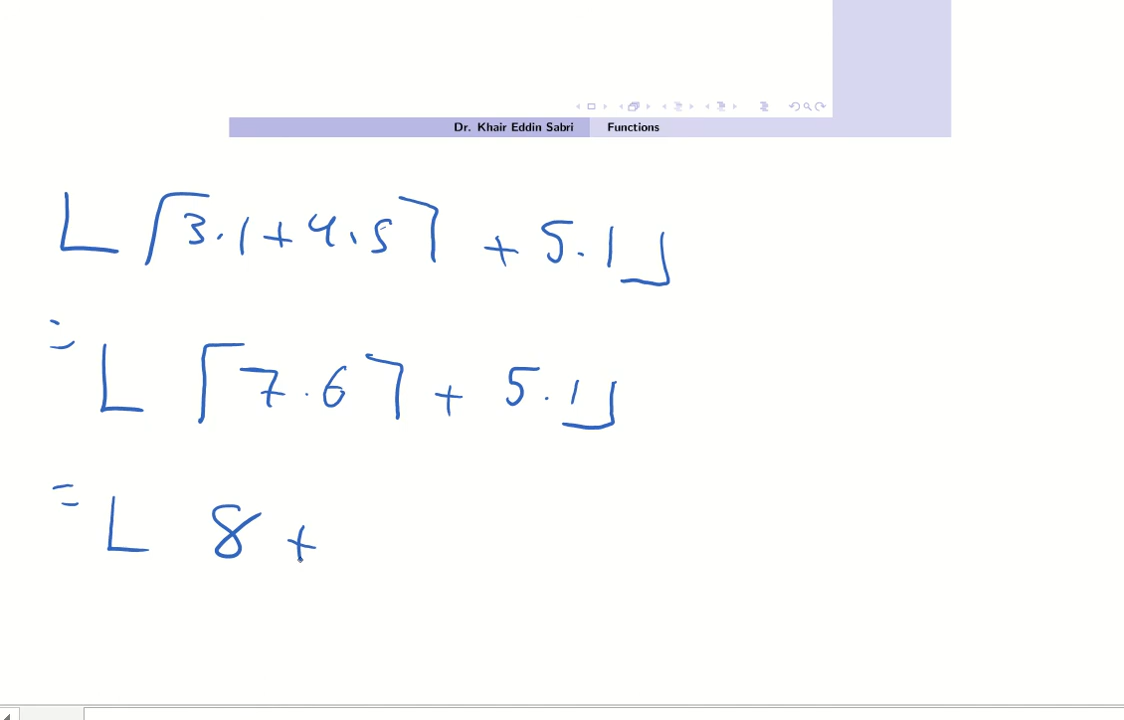 Dr. Khair Eddin Sabri Functions
⌊⌈3.1+4.5⌉ + 5.1⌋
= ⌊⌈7.6⌉ + 5.1⌋
= ⌊ 8 +